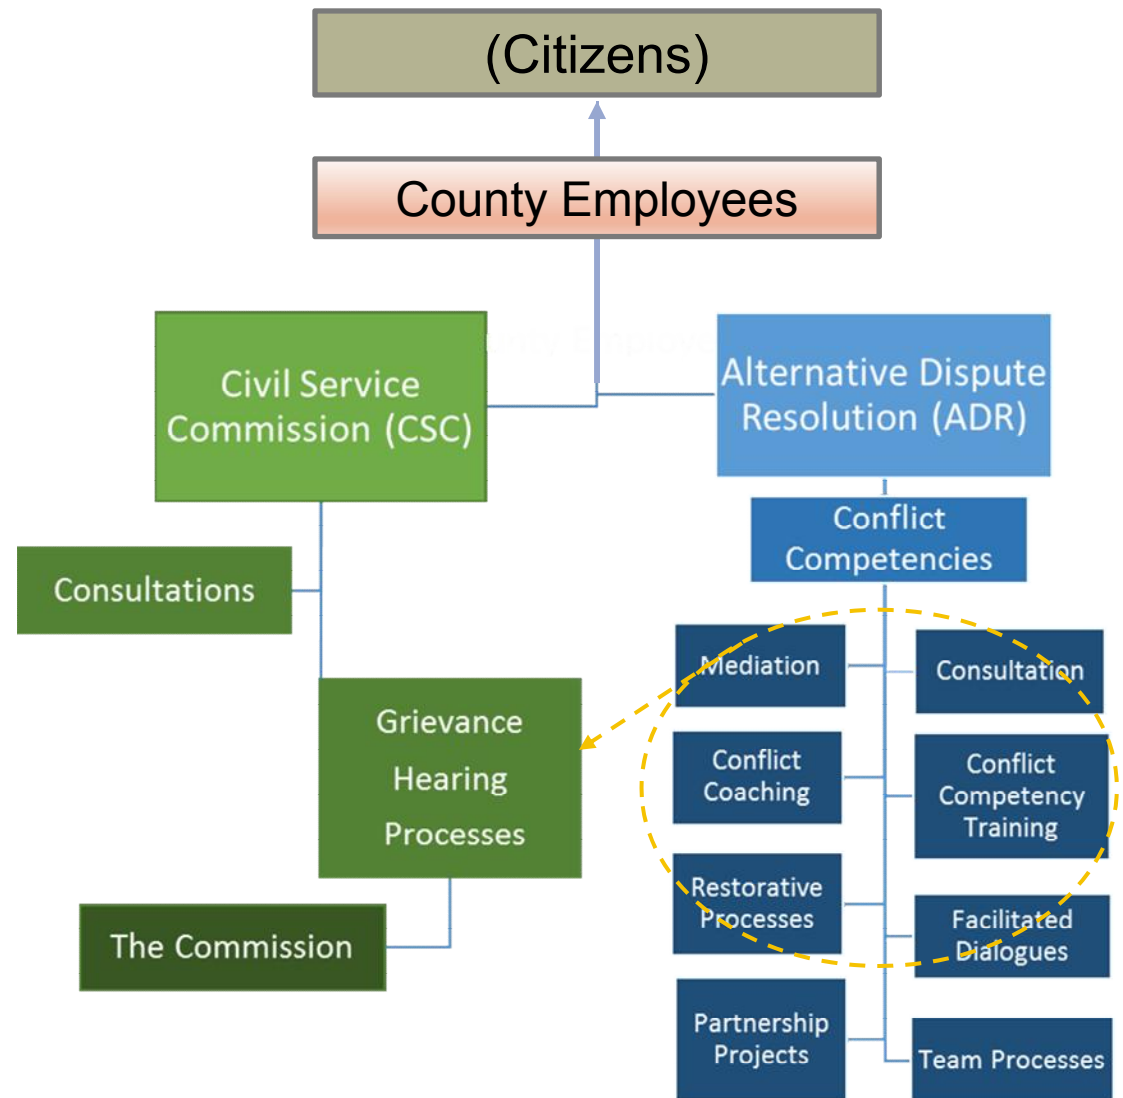 (Citizens)
County Employees
Civil Service
Commission (CSC)
Alternative Dispute
Resolution (ADR)
Conflict
Competencies
Consultations
Mediation
Consultation
Grievance
Hearing
Processes
Conflict
Coaching
Conflict
Competency
Training
Restorative
Processes
Facilitated
Dialogues
The Commission
Partnership
Projects
Team Processes